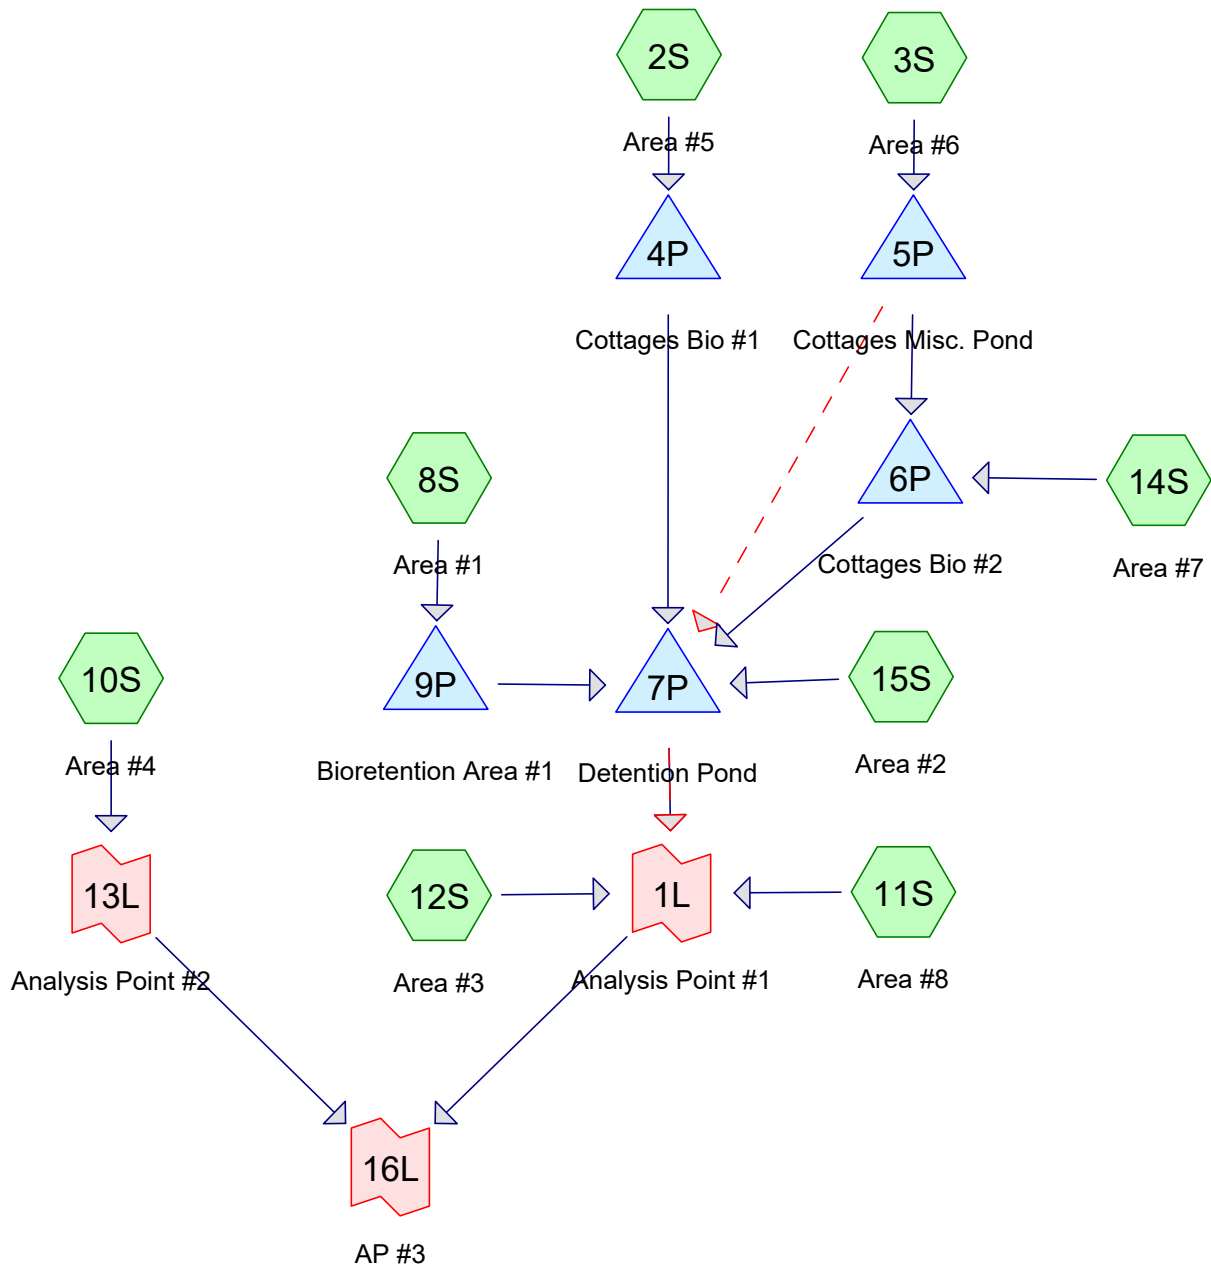 2S
3S
Area #5
Area #6
4P
5P
Cottages Bio #1
Cottages Misc. Pond
8S
6P
14S
Area #1
Cottages Bio #2
Area #7
10S
9P
7P
15S
Area #4
Bioretention Area #1
Detention Pond
Area #2
13L
12S
1L
11S
Analysis Point #2
Area #3
Analysis Point #1
Area #8
16L
AP #3